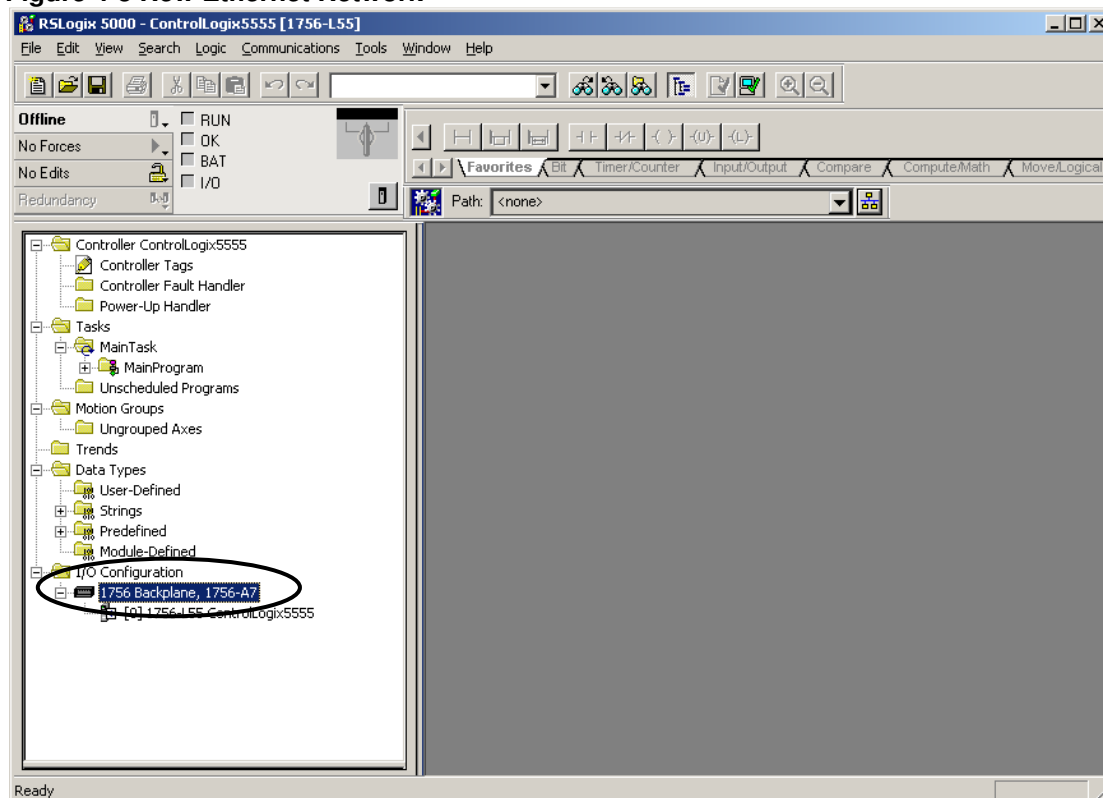 RSLogix 5000 - ControlLogix5555 [1756-L55]
File Edit View Search Logic Communications Tools Window Help
Offline
RUN
No Forces
OK
No Edits
BAT
Redundancy
I/O
Favorites Bit Timer/Counter Input/Output Compare Compute/Math Move/Logical
Path: <none>
Controller ControlLogix5555
Controller Tags
Controller Fault Handler
Power-Up Handler
Tasks
MainTask
MainProgram
Unscheduled Programs
Motion Groups
Ungrouped Axes
Trends
Data Types
User-Defined
Strings
Predefined
Module-Defined
I/O Configuration
1756 Backplane, 1756-A7
[0] 1756-L55 ControlLogix5555
Ready